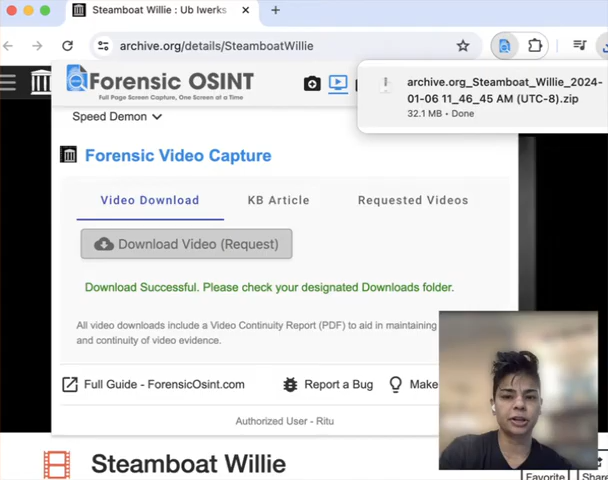 Steamboat Willie : Ub Iwerks
archive.org/details/SteamboatWillie
archive.org_Steamboat_Willie_2024-
01-06 11_46_45 AM (UTC-8).zip
32.1 MB • Done
Forensic OSINT
Full Page Screen Capture, One Screen at a Time
Speed Demon
Forensic Video Capture
Video Download
KB Article
Requested Videos
Download Video (Request)
Download Successful. Please check your designated Downloads folder.
All video downloads include a Video Continuity Report (PDF) to aid in maintaining
and continuity of video evidence.
Full Guide - ForensicOsint.com
Report a Bug
Make
Authorized User - Ritu
Steamboat Willie
Favorite
Share